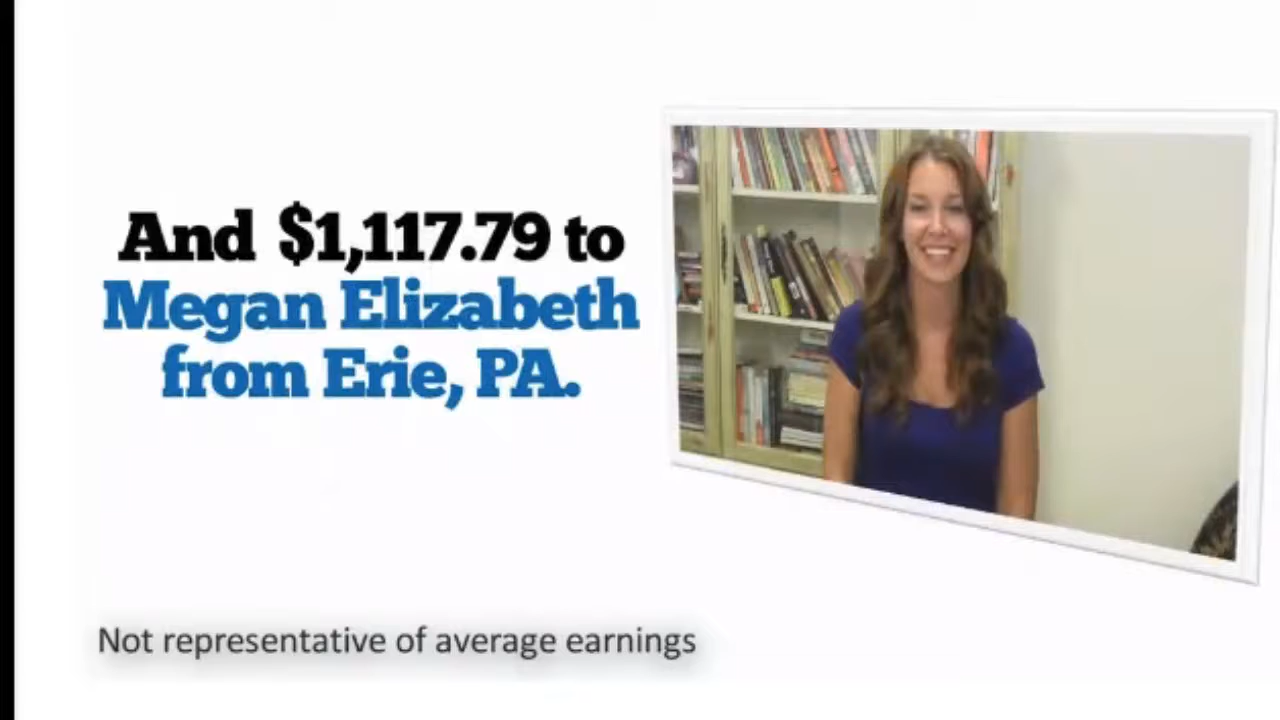 And $1,117.79 to
Megan Elizabeth
from Erie, PA.
Not representative of average earnings